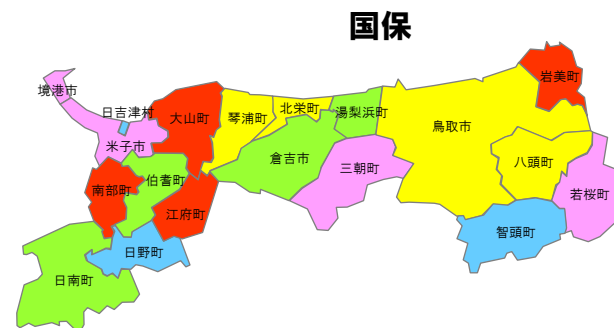 国保
境港市
日吉津村
米子市
大山町
琴浦町
北栄町
湯梨浜町
鳥取市
岩美町
八頭町
若桜町
智頭町
三朝町
倉吉市
伯耆町
南部町
江府町
日野町
日南町